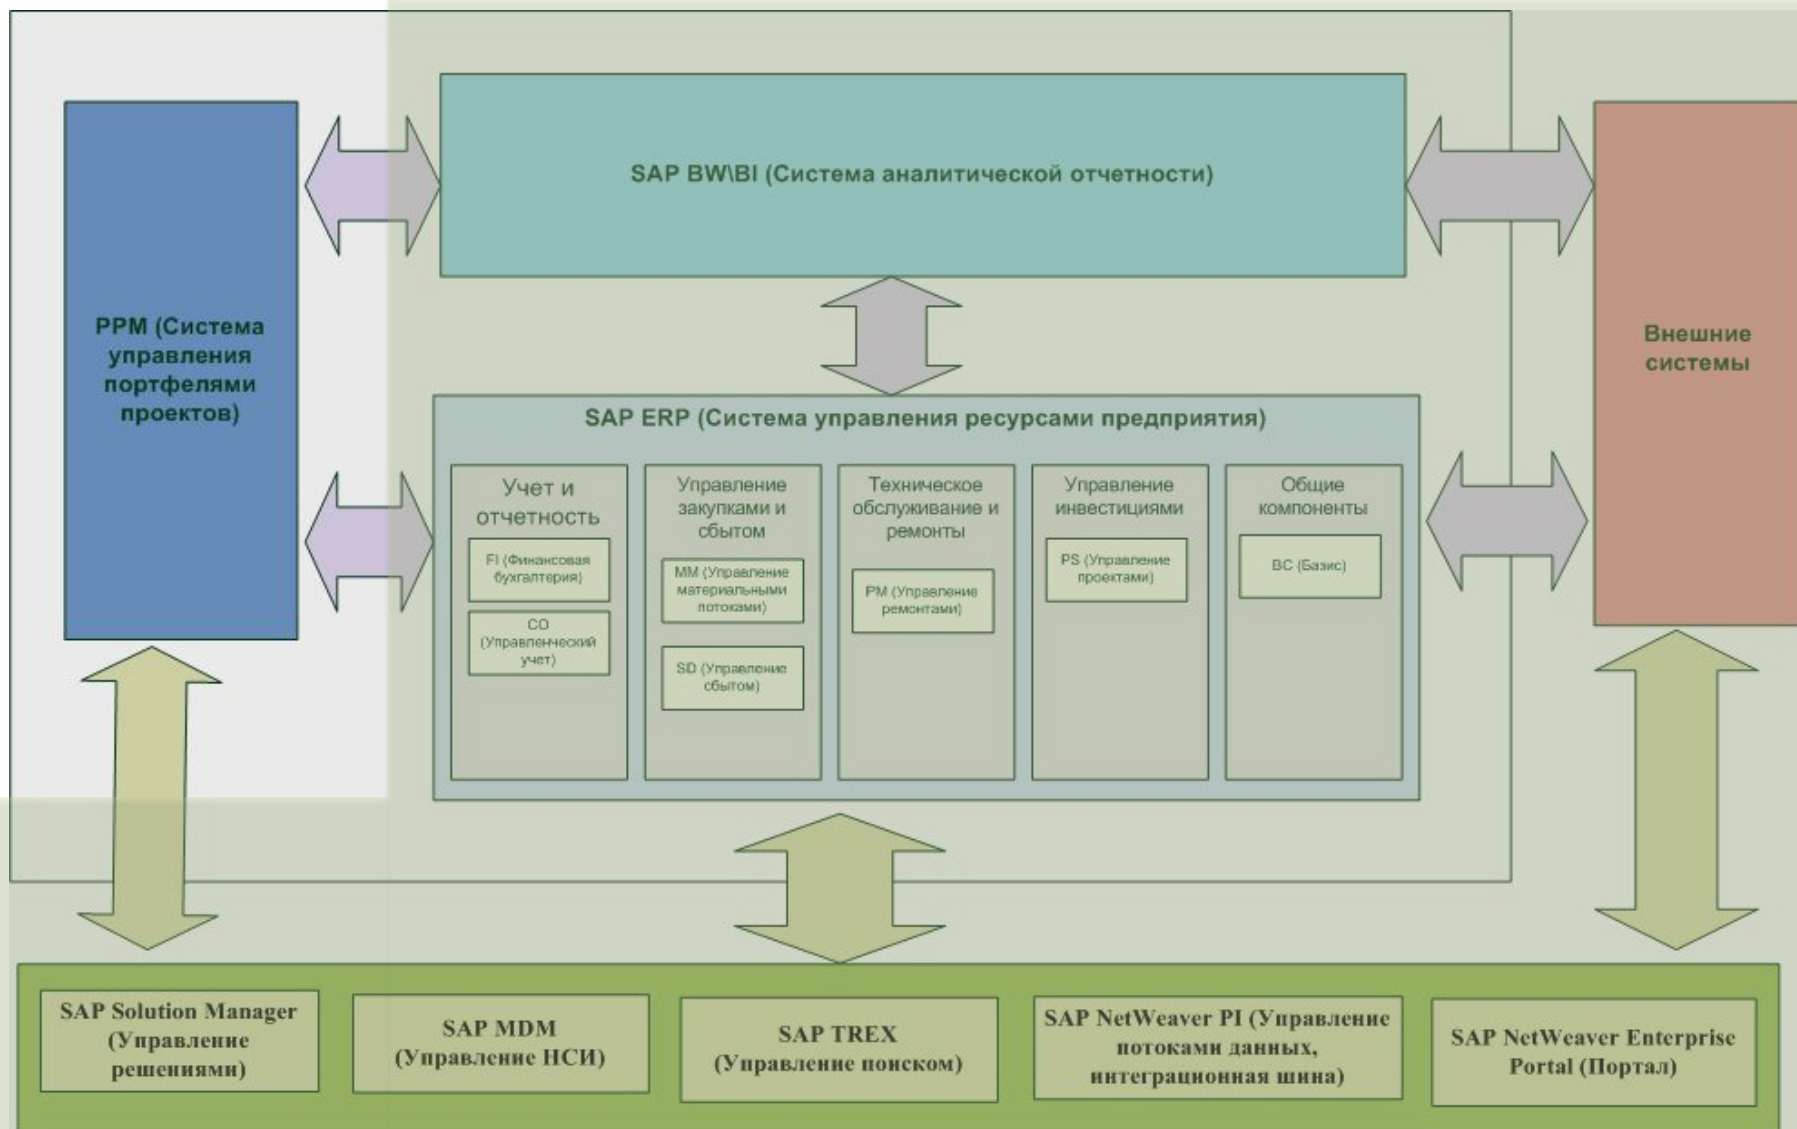 SAP BW\BI (Система аналитической отчетности)
PPM (Система
управления
портфелями
проектов)
Внешние
системы
SAP ERP (Система управления ресурсами предприятия)
Учет и
отчетность
FI (Финансовая
бухгалтерия)
CO
(Управленческий
учет)
Управление
закупками и
сбытом
MM (Управление
материальными
потоками)
SD (Управление
сбытом)
Техническое
обслуживание и
ремонты
PM (Управление
ремонтами)
Управление
инвестициями
PS (Управление
проектами)
Общие
компоненты
BC (Базис)
SAP Solution Manager
(Управление
решениями)
SAP MDM
(Управление НСИ)
SAP TREX
(Управление поиском)
SAP NetWeaver PI (Управление
потоками данных,
интеграционная шина)
SAP NetWeaver Enterprise
Portal (Портал)